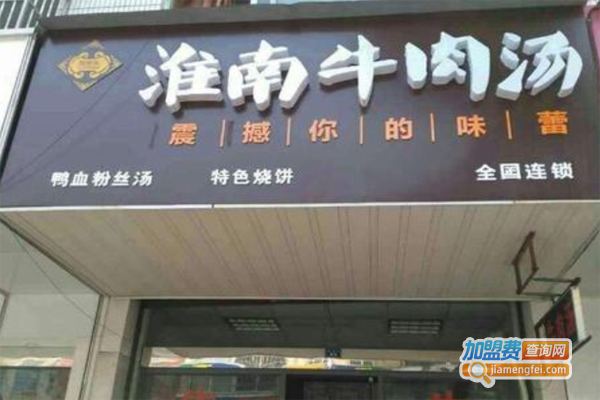 淮南牛肉汤
震|撼|你|的|味|蕾
鸭血粉丝汤 特色烧饼 全国连锁
加盟费查询网
jiamengfei.com